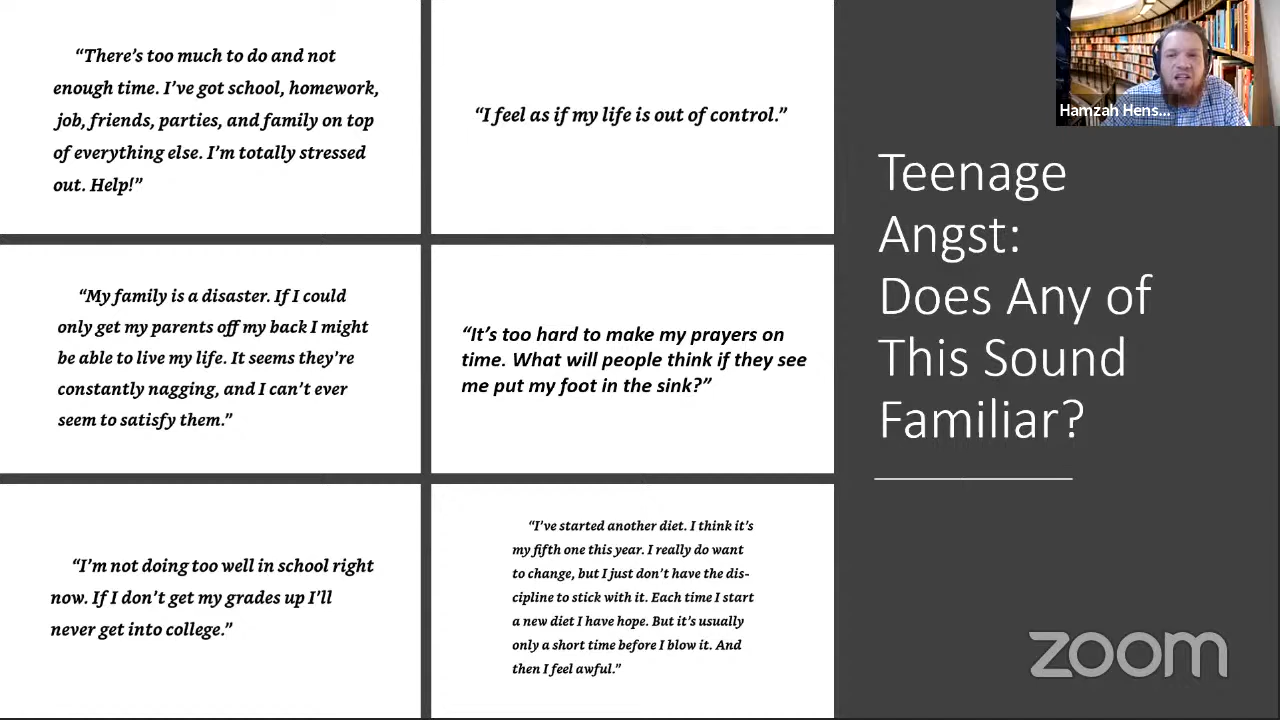 “There’s too much to do and not
enough time. I’ve got school, homework,
job, friends, parties, and family on top
of everything else. I’m totally stressed
out. Help!”
“I feel as if my life is out of control.”
“My family is a disaster. If I could
only get my parents off my back I might
be able to live my life. It seems they’re
constantly nagging, and I can’t ever
seem to satisfy them.”
“It’s too hard to make my prayers on
time. What will people think if they see
me put my foot in the sink?”
“I’m not doing too well in school right
now. If I don’t get my grades up I’ll
never get into college.”
“I’ve started another diet. I think it’s
my fifth one this year. I really do want
to change, but I just don’t have the dis-
cipline to stick with it. Each time I start
a new diet I have hope. But it’s usually
only a short time before I blow it. And
then I feel awful.”
Hamzah Hens...
Teenage
Angst:
Does Any of
This Sound
Familiar?
zoom